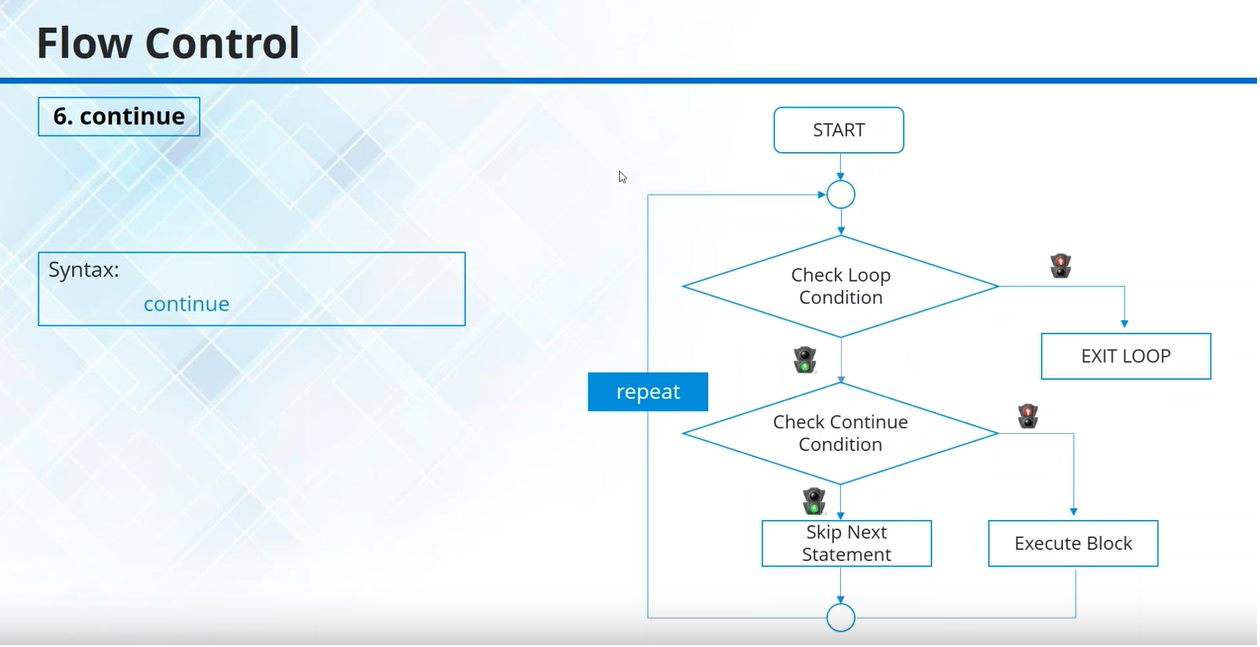 Flow Control
6. continue
Syntax:
continue
START
Check Loop
Condition
EXIT LOOP
repeat
Check Continue
Condition
Skip Next
Statement
Execute Block